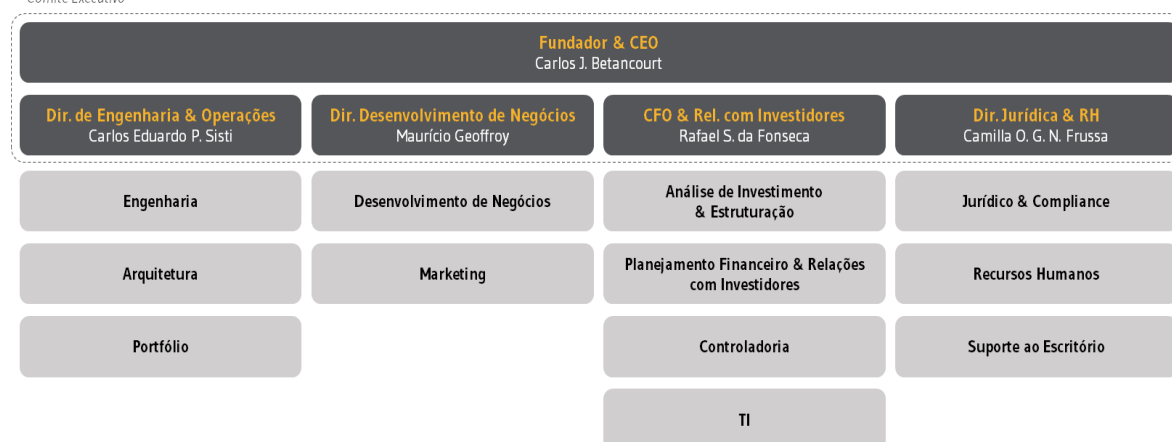 Comitê Executivo
Fundador & CEO
Carlos J. Betancourt
Dir. de Engenharia & Operações
Carlos Eduardo P. Sisti
Dir. Desenvolvimento de Negócios
Maurício Geoffroy
CFO & Rel. com Investidores
Rafael S. da Fonseca
Dir. Jurídica & RH
Camilla O. G. N. Frussa
Engenharia
Desenvolvimento de Negócios
Análise de Investimento
& Estruturação
Jurídico & Compliance
Arquitetura
Marketing
Planejamento Financeiro & Relações
com Investidores
Recursos Humanos
Portfólio
Controladoria
Suporte ao Escritório
TI